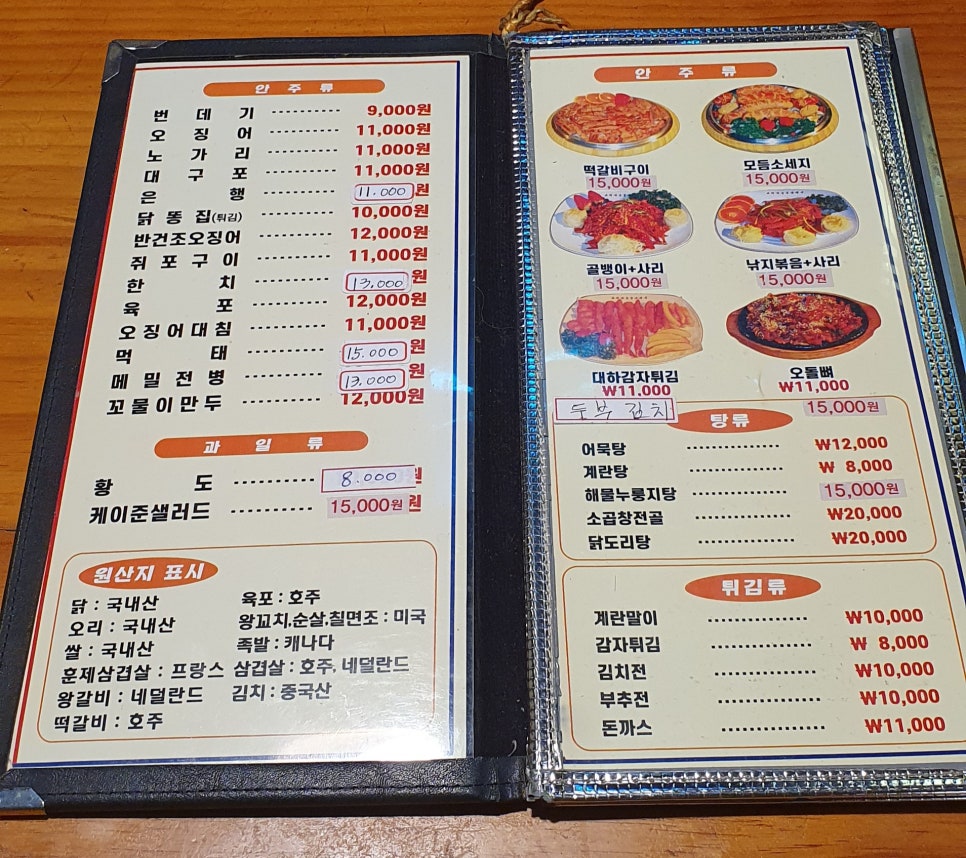 안 주 류
번 데 기 ---------- 9,000원
오 징 어 ---------- 11,000원
노 가 리 ---------- 11,000원
대 구 포 ---------- 11,000원
은 행 ---------- 11.000원
닭 똥 집(튀김) ---------- 10,000원
반건조오징어 ---------- 12,000원
쥐 포 구 이 ---------- 11,000원
한 치 ---------- 13.000원
육 포 ---------- 12,000원
오징어대침 ---------- 11,000원
먹 태 ---------- 15.000원
메 밀 전 병 ---------- 13.000원
꼬 물 이 만 두 ---------- 12,000원
과 일 류
황 도 ---------- 8.000원
케이준샐러드 ---------- 15,000원
원산지 표시
닭 : 국내산 육포 : 호주
오리 : 국내산 왕꼬치,순살,칠면조 : 미국
쌀 : 국내산 족발 : 캐나다
훈제삼겹살 : 프랑스 삼겹살 : 호주, 네덜란드
왕갈비 : 네덜란드 김치 : 중국산
떡갈비 : 호주
안 주 류
떡갈비구이 모듬소세지
15,000원 15,000원
골뱅이+사리 낚지볶음+사리
15,000원 15,000원
대하감자튀김 오돌뼈
₩11,000 ₩11,000
두부 김치 15,000원
탕류
어묵탕 ---------- ₩12,000
계란탕 ---------- ₩ 8,000
해물누룽지탕 ---------- 15,000원
소곱창전골 ---------- ₩20,000
닭도리탕 ---------- ₩20,000
튀김류
계란말이 ---------- ₩10,000
감자튀김 ---------- ₩ 8,000
김치전 ---------- ₩10,000
부추전 ---------- ₩10,000
돈까스 ---------- ₩11,000